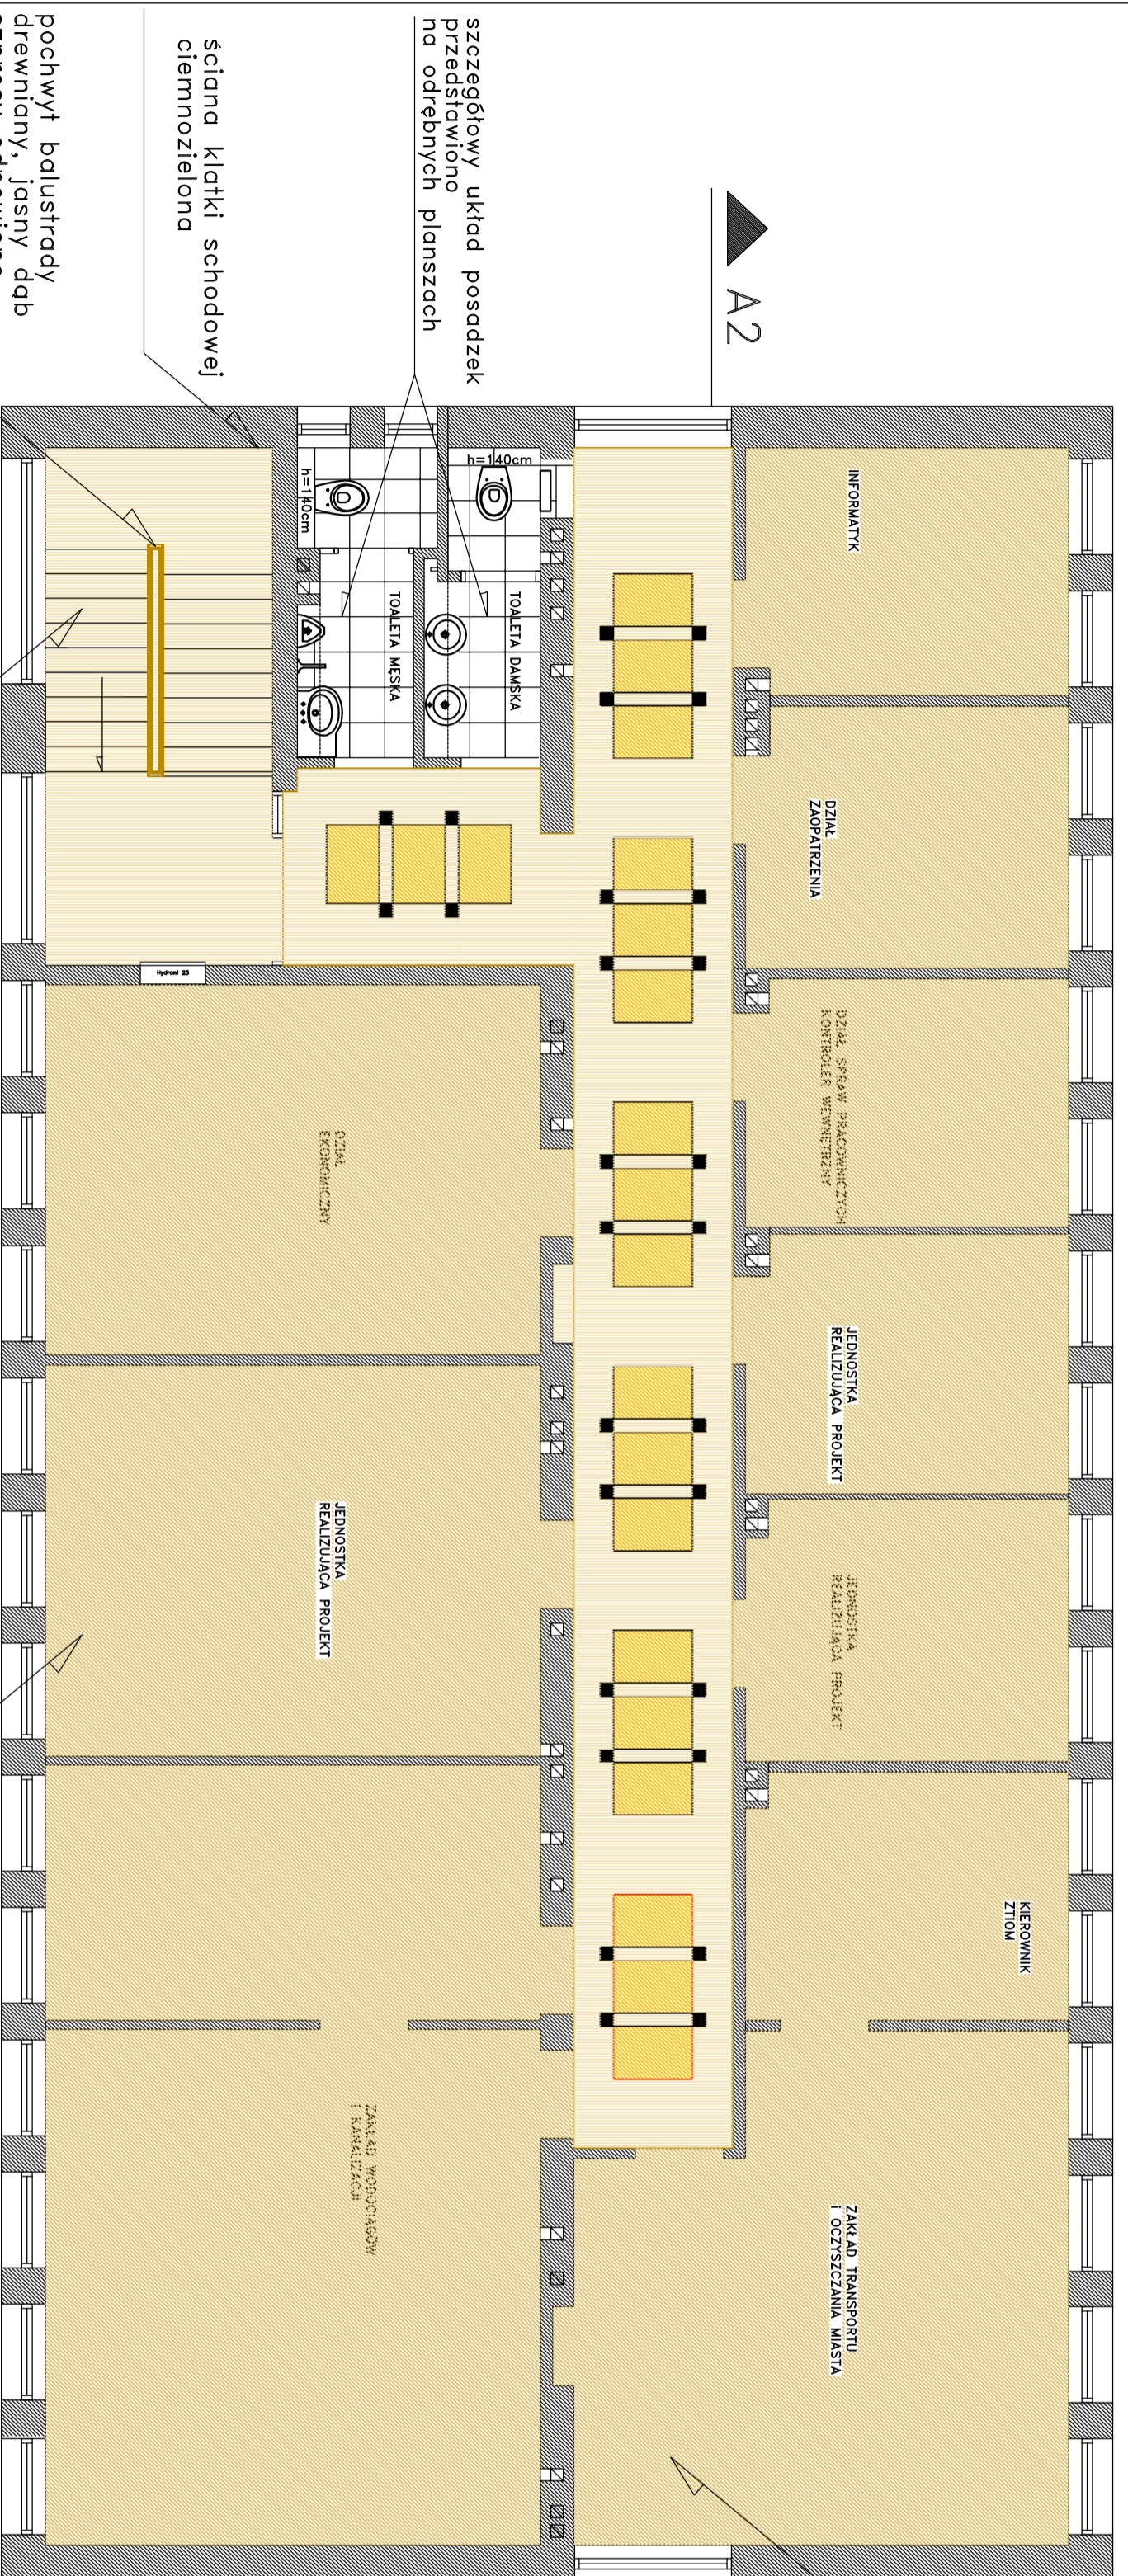 A2
szczegółowy układ posadzek
przedstawiono
na odrębnych planszach
ściana klatki schodowej
ciemnozielona
pochwyt balustrady
drewniany, jasny dąb
INFORMATYK
DZIAŁ
ZAOPATRZENIA
DZIAŁ SPRAW PRACOWNICZYCH
KONTROLER WEWNĘTRZNY
JEDNOSTKA
REALIZUJĄCA PROJEKT
JEDNOSTKA
REALIZUJĄCA PROJEKT
KIEROWNIK
ZTiOM
ZAKŁAD TRANSPORTU
I OCZYSZCZANIA MIASTA
h=140cm
TOALETA DAMSKA
h=140cm
TOALETA MĘSKA
Hydrant 25
DZIAŁ
EKONOMICZNY
JEDNOSTKA
REALIZUJĄCA PROJEKT
ZAKŁAD WODOCIĄGÓW
I KANALIZACJI